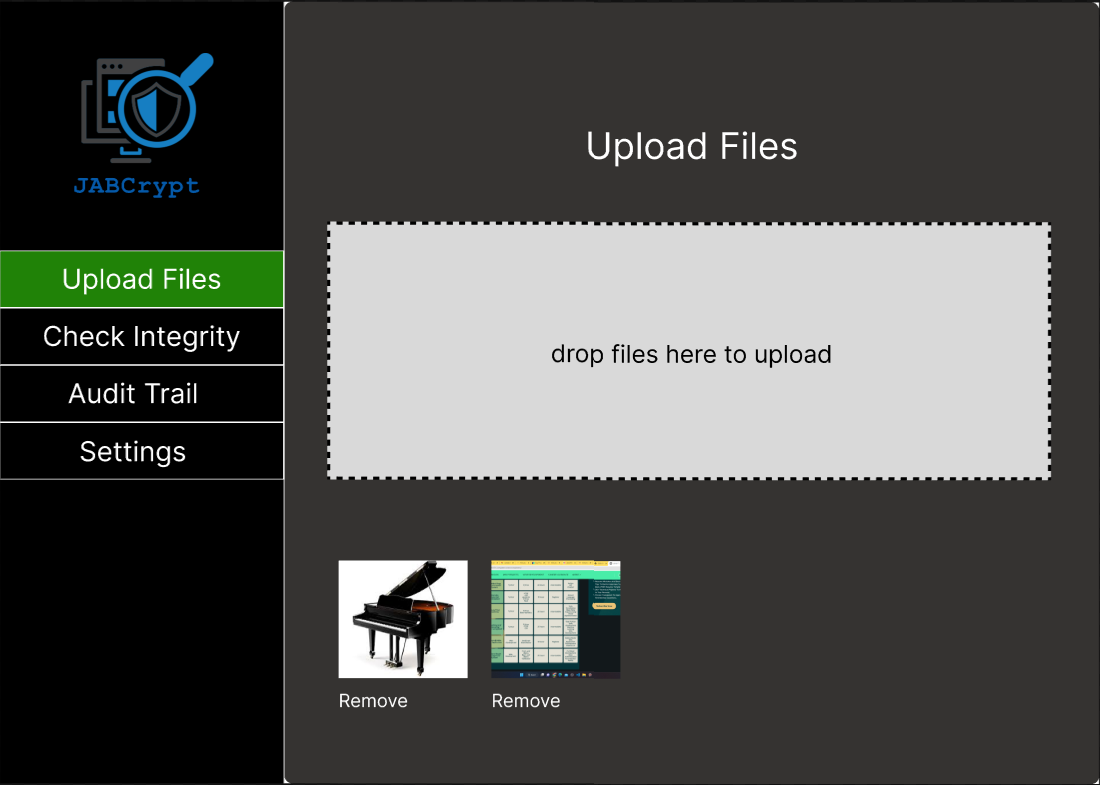 JABCrypt
Upload Files
Check Integrity
Audit Trail
Settings
Upload Files
drop files here to upload
Remove
Remove